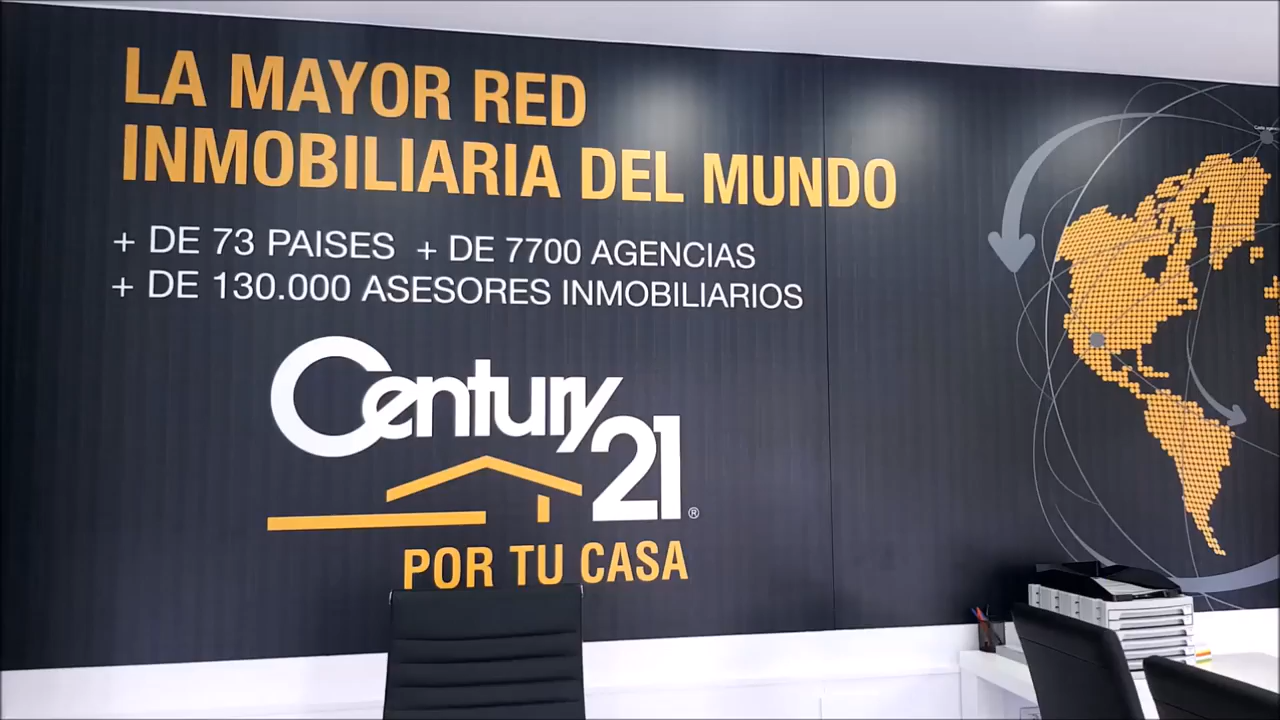 LA MAYOR RED
INMOBILIARIA DEL MUNDO
+ DE 73 PAISES + DE 7700 AGENCIAS
+ DE 130.000 ASESORES INMOBILIARIOS
Century
21®
POR TU CASA